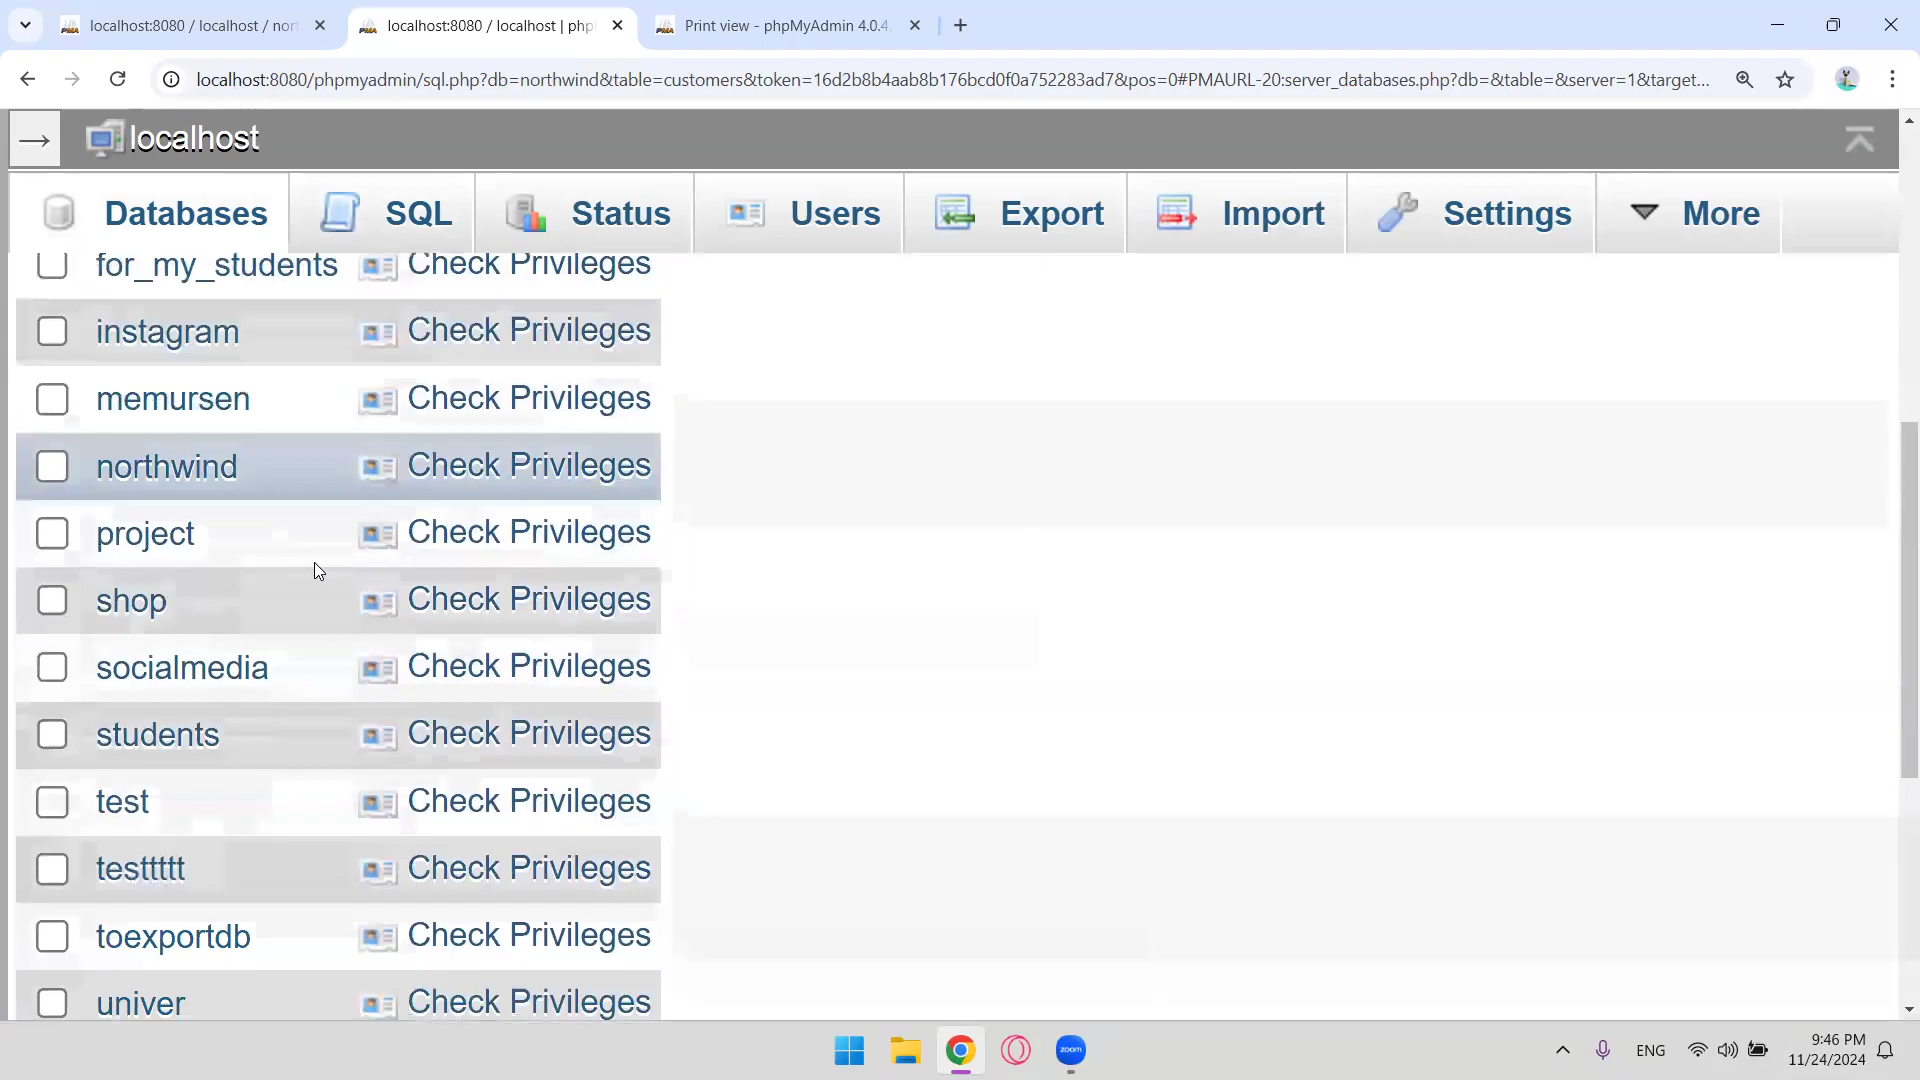 localhost:8080 / localhost / nor
localhost:8080 / localhost | php
Print view - phpMyAdmin 4.0.4.
localhost:8080/phpmyadmin/sql.php?db=northwind&table=customers&token=16d2b8b4aab8b176bcd0f0a752283ad7&pos=0#PMAURL-20:server_databases.php?db=&table=&server=1&target...
localhost
Databases SQL Status Users Export Import Settings More
for_my_students Check Privileges
instagram Check Privileges
memursen Check Privileges
northwind Check Privileges
project Check Privileges
shop Check Privileges
socialmedia Check Privileges
students Check Privileges
test Check Privileges
testtttt Check Privileges
toexportdb Check Privileges
univer Check Privileges
zoom
ENG
9:46 PM
11/24/2024